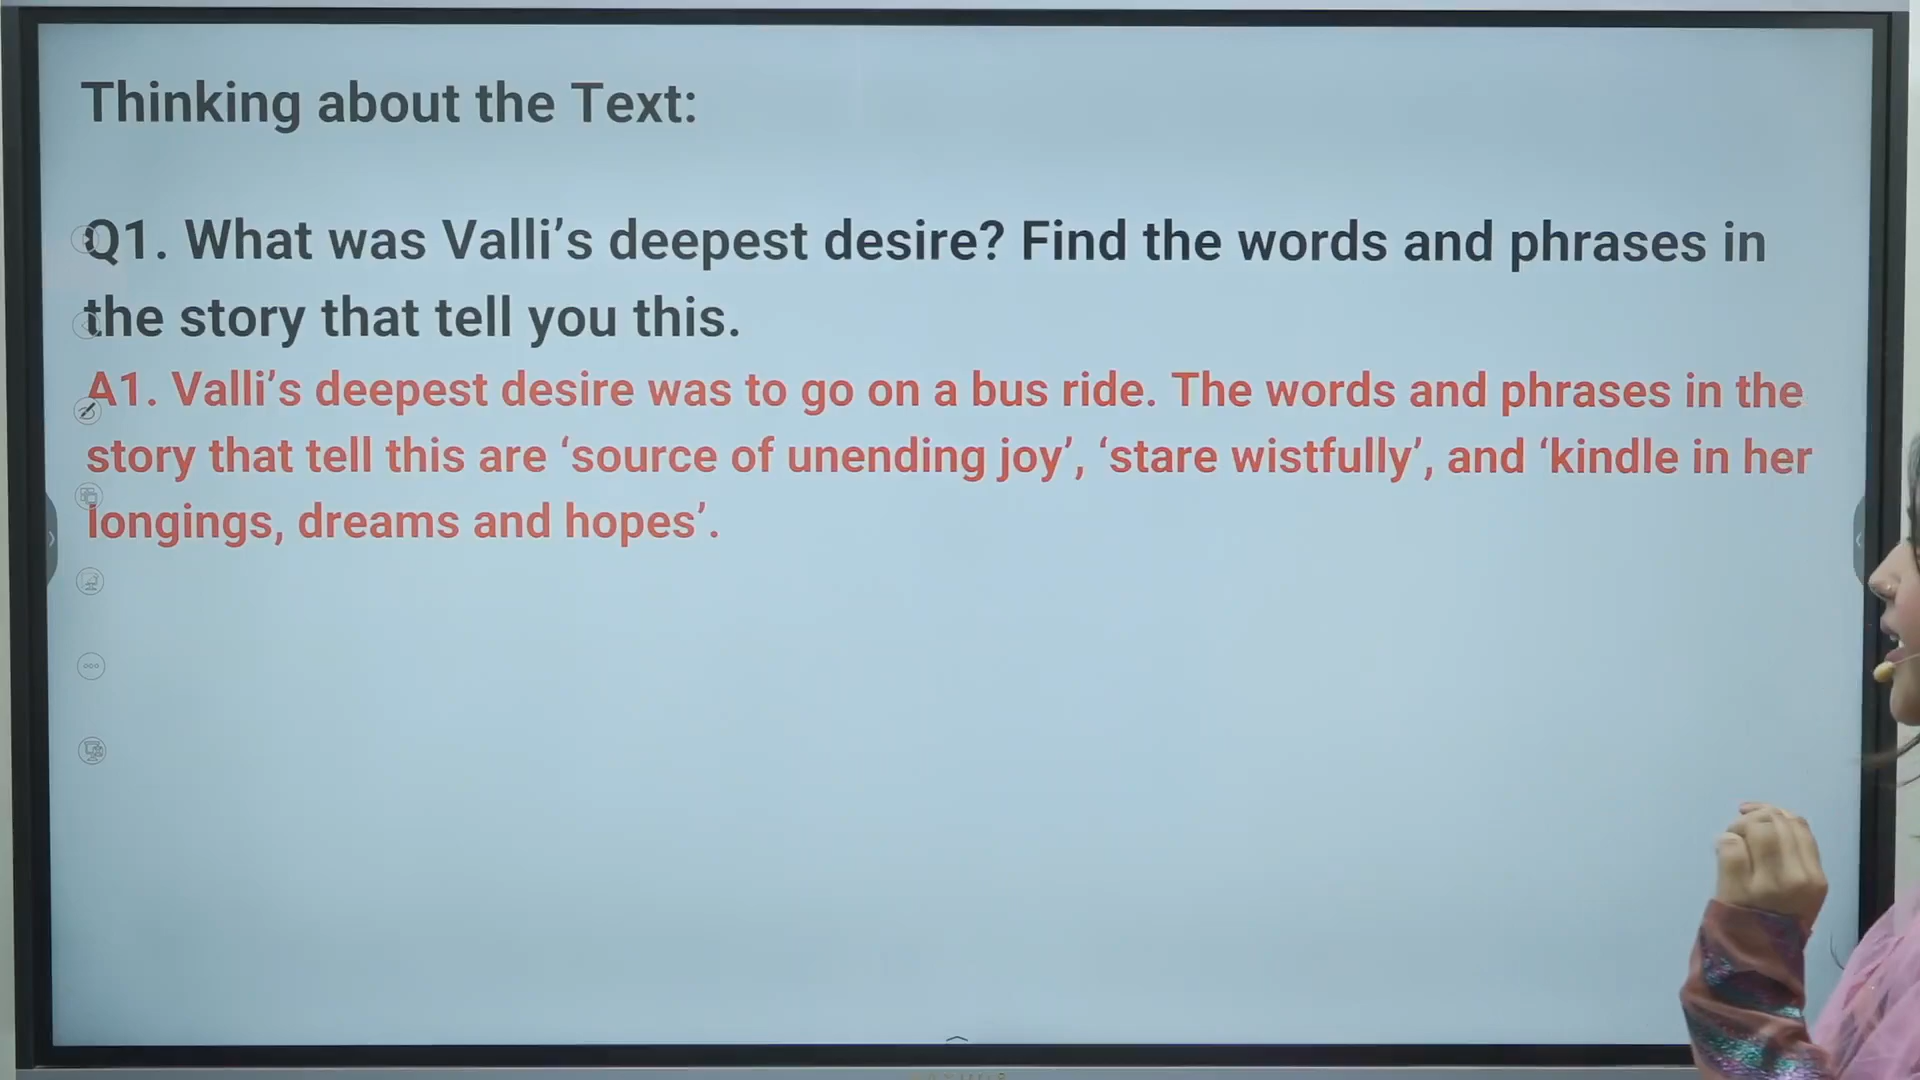 Thinking about the Text:
Q1. What was Valli’s deepest desire? Find the words and phrases in
the story that tell you this.
A1. Valli’s deepest desire was to go on a bus ride. The words and phrases in the
story that tell this are ‘source of unending joy’, ‘stare wistfully’, and ‘kindle in her
longings, dreams and hopes’.